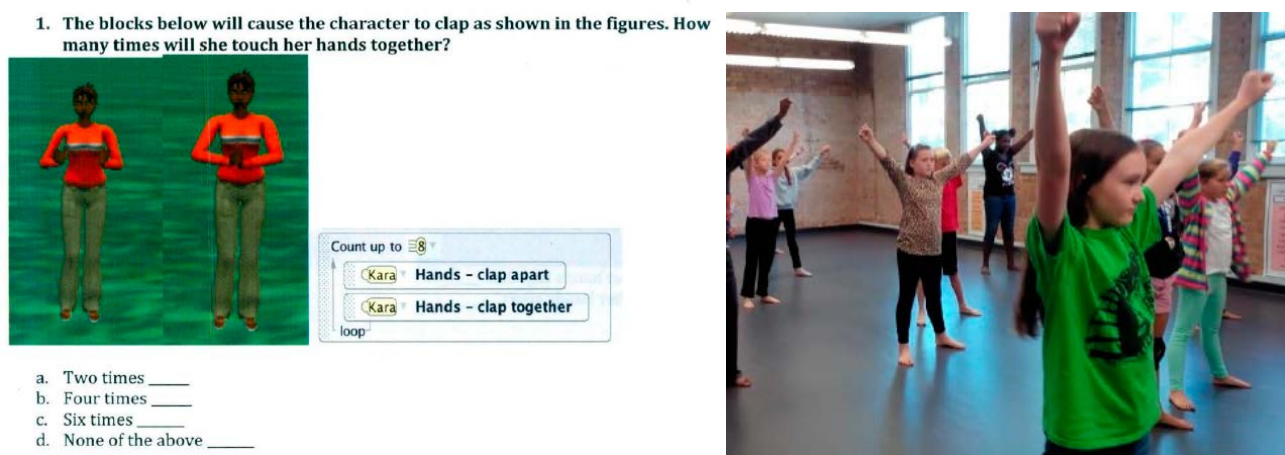 1. The blocks below will cause the character to clap as shown in the figures. How
many times will she touch her hands together?
Count up to 8
Kara Hands – clap apart
Kara Hands – clap together
loop
a. Two times _____
b. Four times _____
c. Six times ______
d. None of the above ______